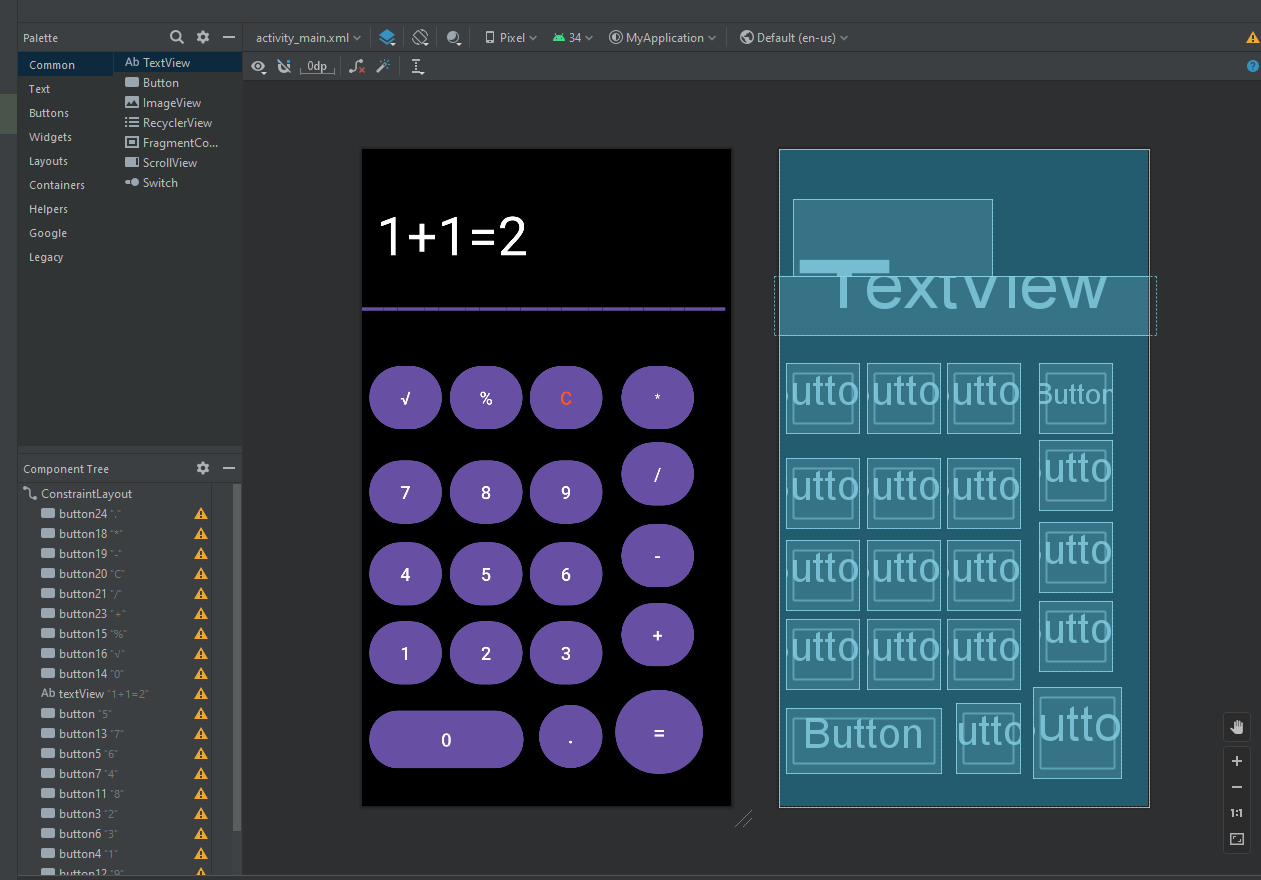 Palette
activity_main.xml
Pixel
34
MyApplication
Default (en-us)
Common
Text
Buttons
Widgets
Layouts
Containers
Helpers
Google
Legacy
Ab TextView
Button
ImageView
RecyclerView
FragmentCo...
ScrollView
Switch
0dp
1+1=2
√ % C *
7 8 9 /
4 5 6 -
1 2 3 +
0 . =
TextView
utto utto utto Button
utto
utto utto utto
utto
utto utto utto
utto
utto utto utto
Button utto utto
Component Tree
ConstraintLayout
button24 "."
button18 "*"
button19 "-"
button20 "C"
button21 "/"
button23 "+"
button15 "%"
button16 "√"
button14 "0"
Ab textView "1+1=2"
button "5"
button13 "7"
button5 "6"
button7 "4"
button11 "8"
button3 "2"
button6 "3"
button4 "1"
button12 "9"
1:1